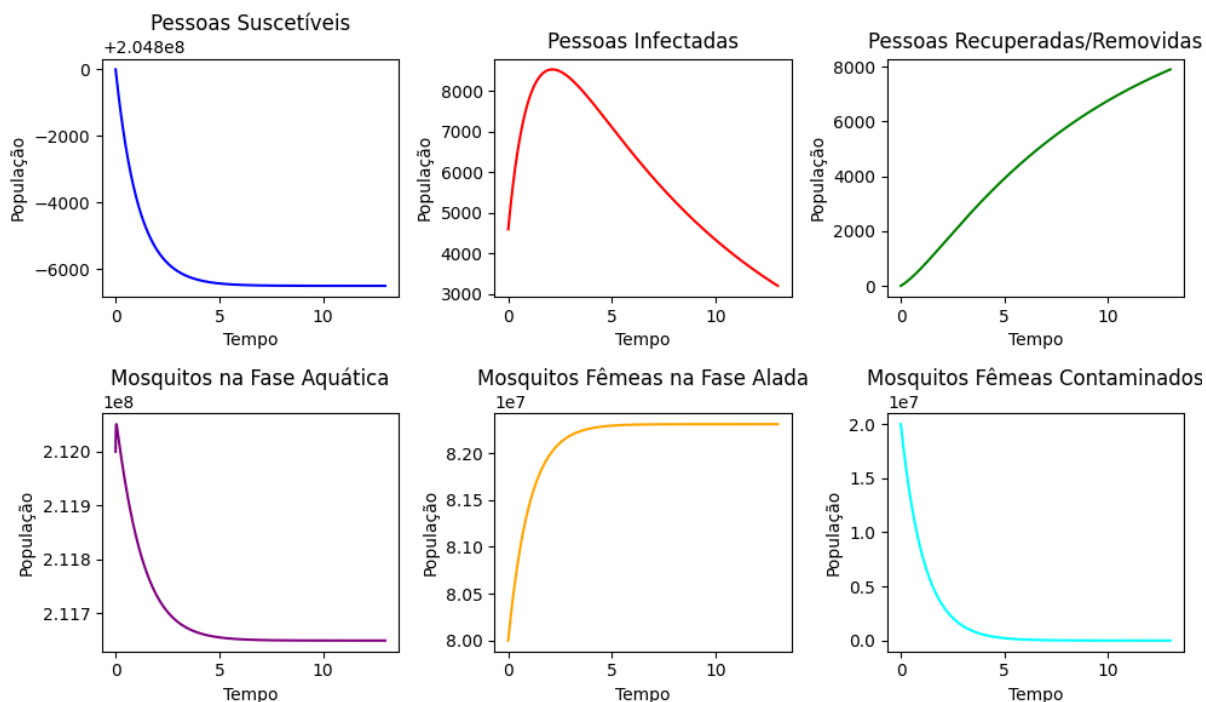 Pessoas Suscetíveis
+2.048e8
0
−2000
−4000
−6000
População
0
5
10
Tempo
Pessoas Infectadas
8000
7000
6000
5000
4000
3000
População
0
5
10
Tempo
Pessoas Recuperadas/Removidas
8000
6000
4000
2000
0
População
0
5
10
Tempo
Mosquitos na Fase Aquática
1e8
2.120
2.119
2.118
2.117
População
0
5
10
Tempo
Mosquitos Fêmeas na Fase Alada
1e7
8.20
8.15
8.10
8.05
8.00
População
0
5
10
Tempo
Mosquitos Fêmeas Contaminados
1e7
2.0
1.5
1.0
0.5
0.0
População
0
5
10
Tempo